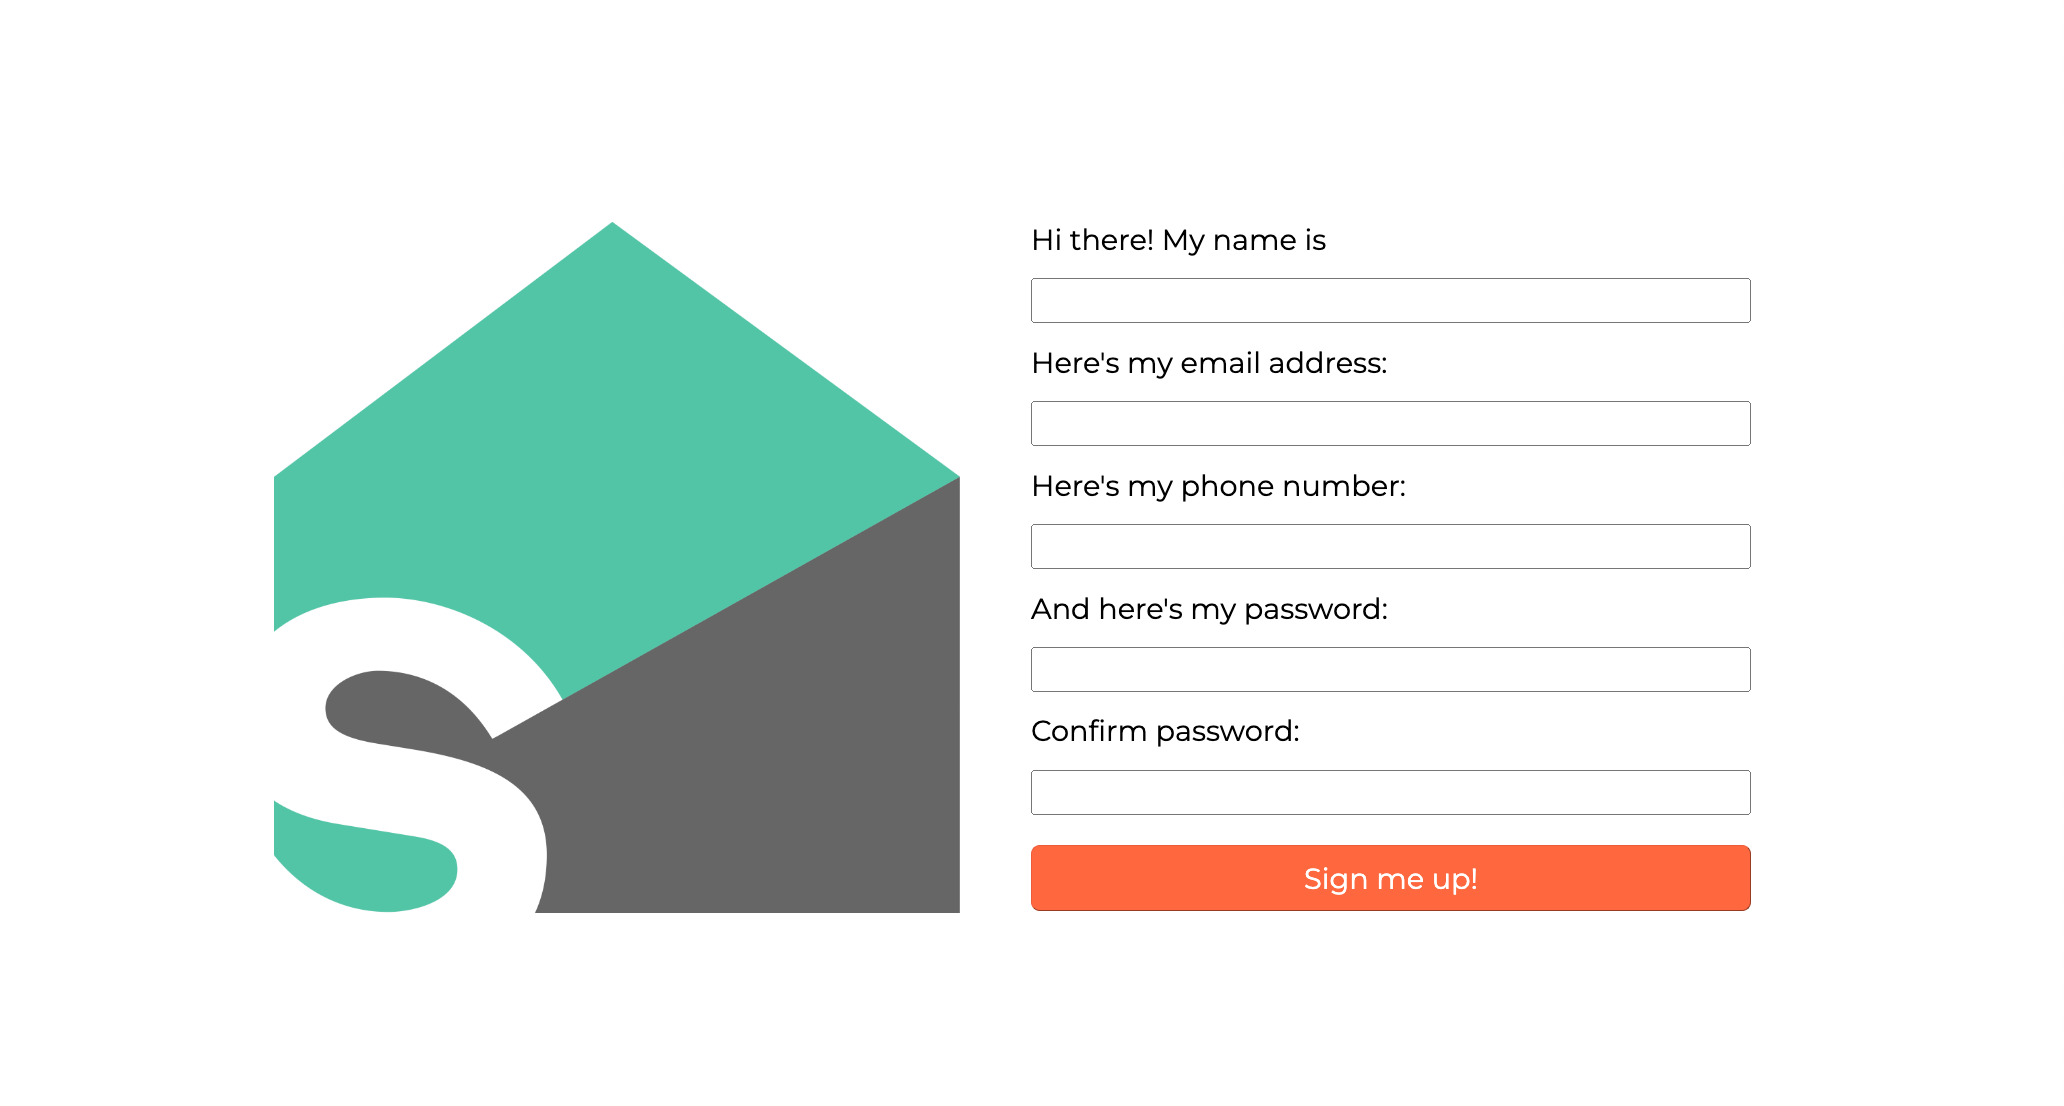 Hi there! My name is
Here's my email address:
Here's my phone number:
And here's my password:
Confirm password:
Sign me up!
S